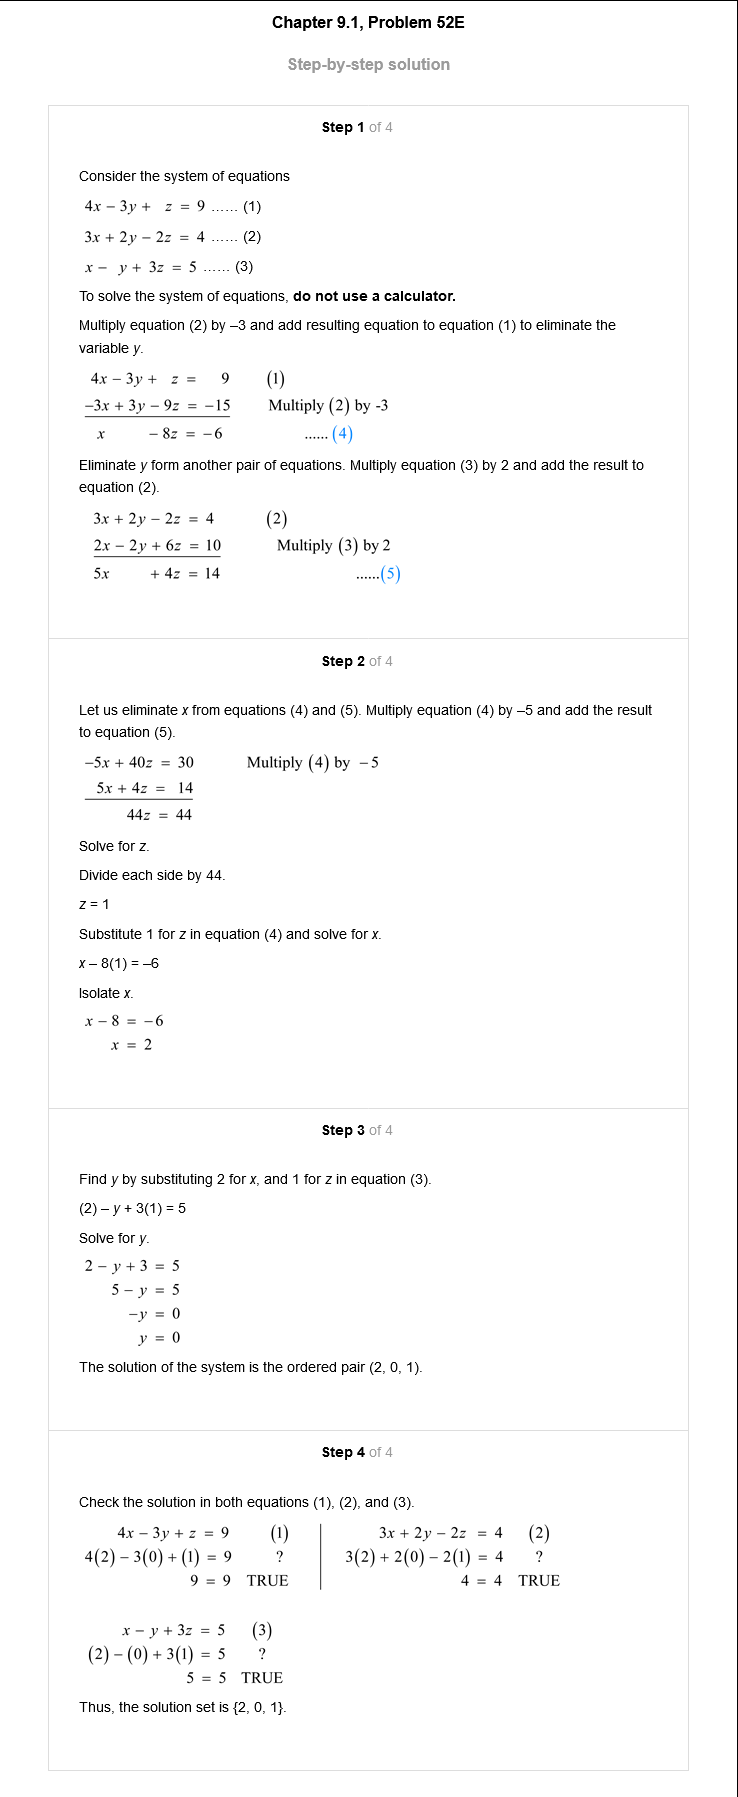 Chapter 9.1, Problem 52E
Step-by-step solution
Step 1 of 4
Consider the system of equations
4x − 3y + z = 9 ...... (1)
3x + 2y − 2z = 4 ...... (2)
x − y + 3z = 5 ...... (3)
To solve the system of equations, do not use a calculator.
Multiply equation (2) by –3 and add resulting equation to equation (1) to eliminate the
variable y.
4x − 3y + z = 9 (1)
−3x + 3y − 9z = −15 Multiply (2) by -3
x − 8z = −6 ...... (4)
Eliminate y form another pair of equations. Multiply equation (3) by 2 and add the result to
equation (2).
3x + 2y − 2z = 4 (2)
2x − 2y + 6z = 10 Multiply (3) by 2
5x + 4z = 14 ......(5)
Step 2 of 4
Let us eliminate x from equations (4) and (5). Multiply equation (4) by –5 and add the result
to equation (5).
−5x + 40z = 30 Multiply (4) by −5
5x + 4z = 14
44z = 44
Solve for z.
Divide each side by 44.
z = 1
Substitute 1 for z in equation (4) and solve for x.
x – 8(1) = –6
Isolate x.
x − 8 = −6
x = 2
Step 3 of 4
Find y by substituting 2 for x, and 1 for z in equation (3).
(2) – y + 3(1) = 5
Solve for y.
2 − y + 3 = 5
5 − y = 5
−y = 0
y = 0
The solution of the system is the ordered pair (2, 0, 1).
Step 4 of 4
Check the solution in both equations (1), (2), and (3).
4x − 3y + z = 9 (1) 3x + 2y − 2z = 4 (2)
4(2) − 3(0) + (1) = 9 ? 3(2) + 2(0) − 2(1) = 4 ?
9 = 9 TRUE 4 = 4 TRUE
x − y + 3z = 5 (3)
(2) − (0) + 3(1) = 5 ?
5 = 5 TRUE
Thus, the solution set is {2, 0, 1}.